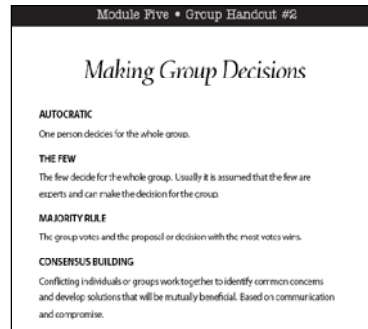 Module Five • Group Handout #2
Making Group Decisions
AUTOCRATIC
One person decides for the whole group.
THE FEW
The few decide for the whole group. Usually it is assumed that the few are
experts and can make the decision for the group.
MAJORITY RULE
The group votes and the proposal or decision with the most votes wins.
CONSENSUS BUILDING
Conflicting individuals or groups work together to identify common concerns
and develop solutions that will be mutually beneficial. Based on communication
and compromise.